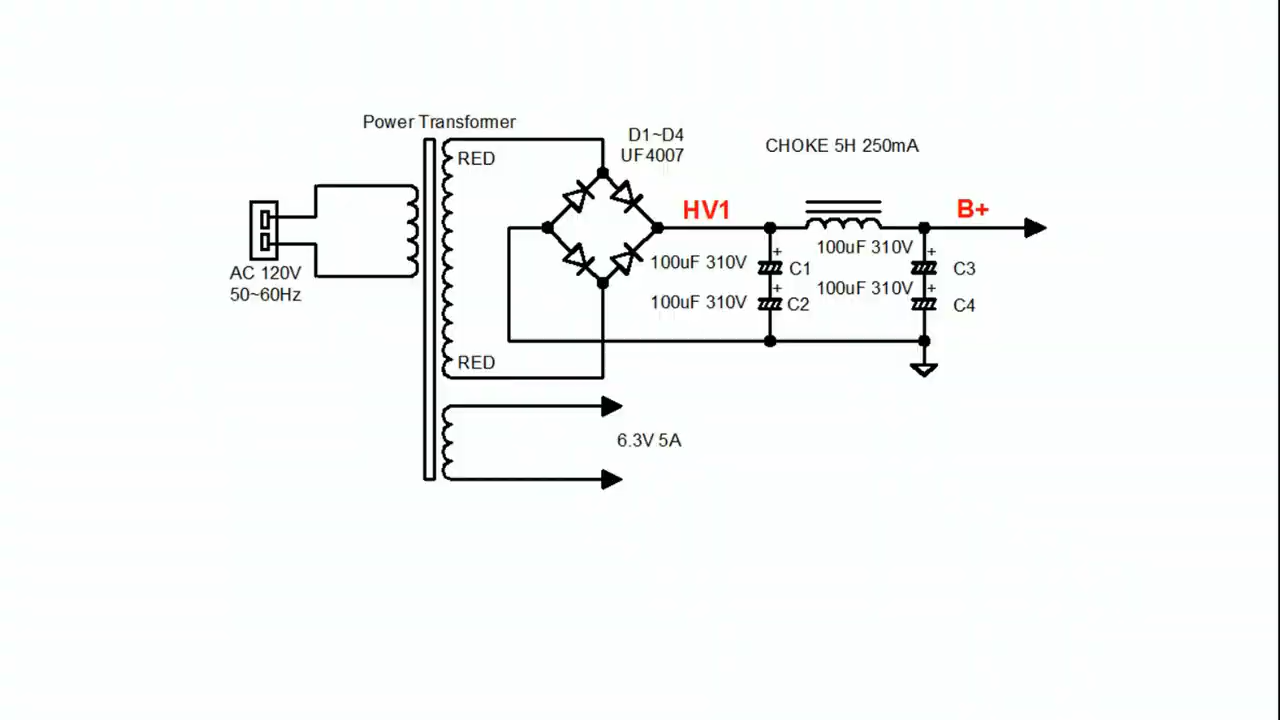 Power Transformer
D1~D4
UF4007
CHOKE 5H 250mA
RED
HV1
B+
100uF 310V
+
+
100uF 310V
C1
C3
AC 120V
50~60Hz
100uF 310V
+
+
100uF 310V
C2
C4
RED
6.3V 5A